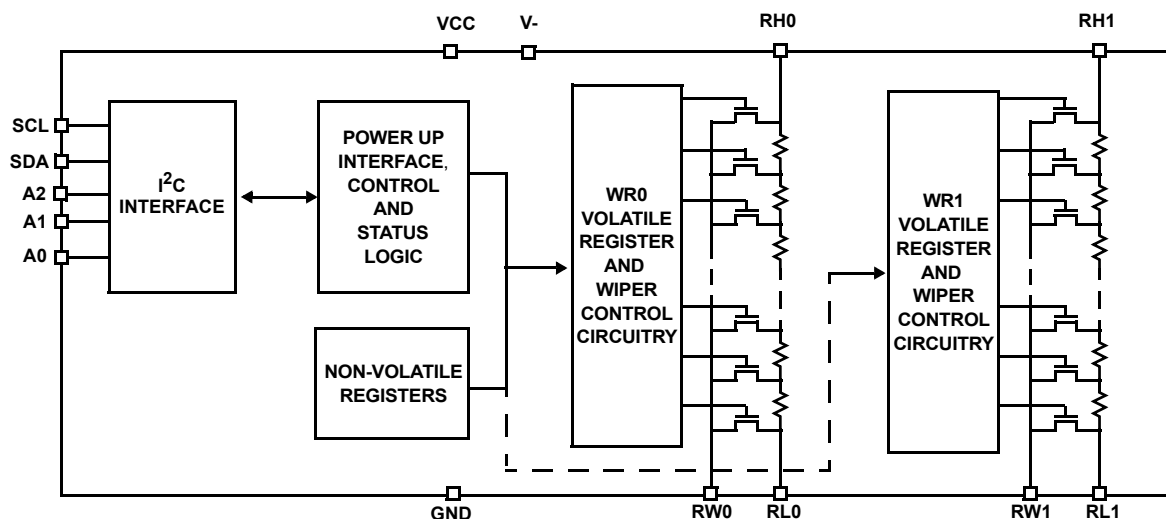 VCC
V-
RH0
RH1
SCL
SDA
A2
A1
A0
I²C
INTERFACE
POWER UP
INTERFACE,
CONTROL
AND
STATUS
LOGIC
NON-VOLATILE
REGISTERS
WR0
VOLATILE
REGISTER
AND
WIPER
CONTROL
CIRCUITRY
WR1
VOLATILE
REGISTER
AND
WIPER
CONTROL
CIRCUITRY
GND
RW0
RL0
RW1
RL1